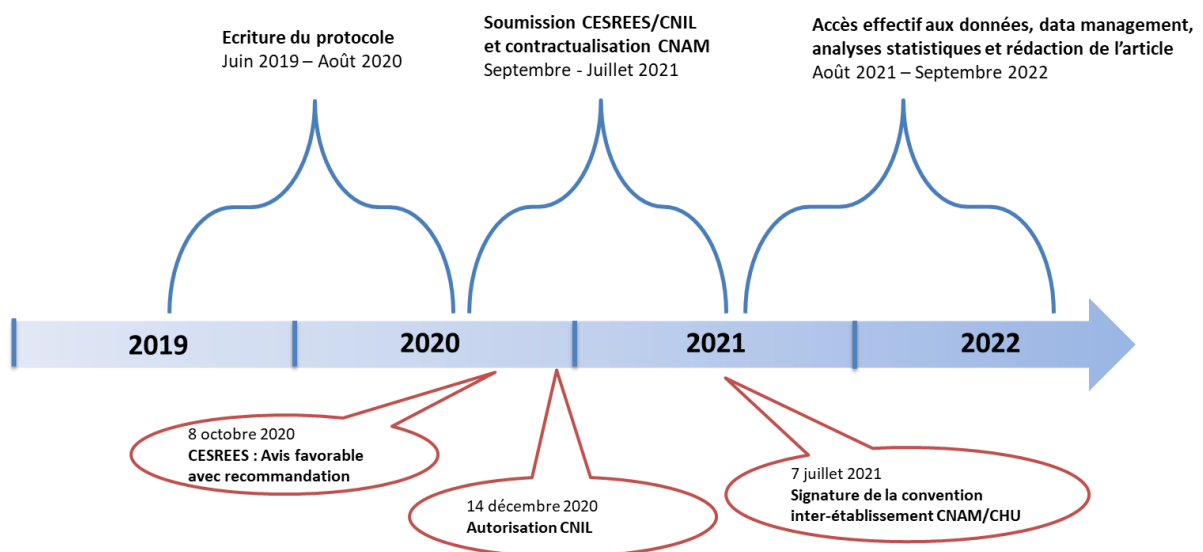 Ecriture du protocole
Juin 2019 – Août 2020
Soumission CESREES/CNIL
et contractualisation CNAM
Septembre - Juillet 2021
Accès effectif aux données, data management,
analyses statistiques et rédaction de l'article
Août 2021 – Septembre 2022
2019
2020
2021
2022
8 octobre 2020
CESREES : Avis favorable
avec recommandation
14 décembre 2020
Autorisation CNIL
7 juillet 2021
Signature de la convention
inter-établissement CNAM/CHU